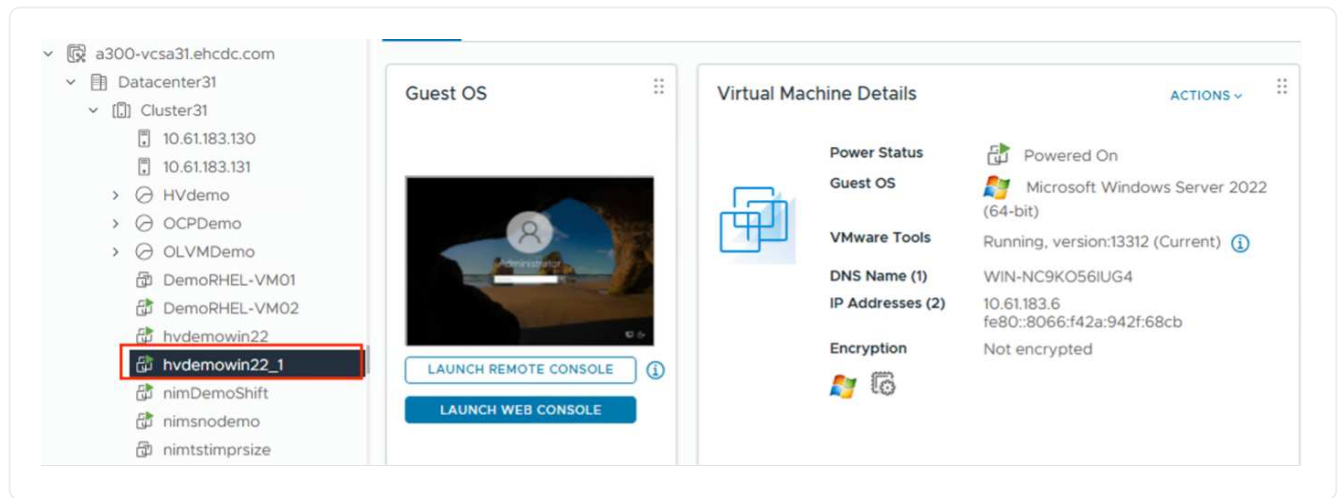 a300-vcsa31.ehcdc.com
Datacenter31
Cluster31
10.61.183.130
10.61.183.131
HVdemo
OCPDemo
OLVMDemo
DemoRHEL-VM01
DemoRHEL-VM02
hvdemowin22
hvdemowin22_1
nimDemoShift
nimsnodemo
nimtstimprsize
Guest OS
Administrator
LAUNCH REMOTE CONSOLE
LAUNCH WEB CONSOLE
Virtual Machine Details
ACTIONS
Power Status Powered On
Guest OS Microsoft Windows Server 2022
(64-bit)
VMware Tools Running, version:13312 (Current)
DNS Name (1) WIN-NC9KO56IUG4
IP Addresses (2) 10.61.183.6
fe80::8066:f42a:942f:68cb
Encryption Not encrypted